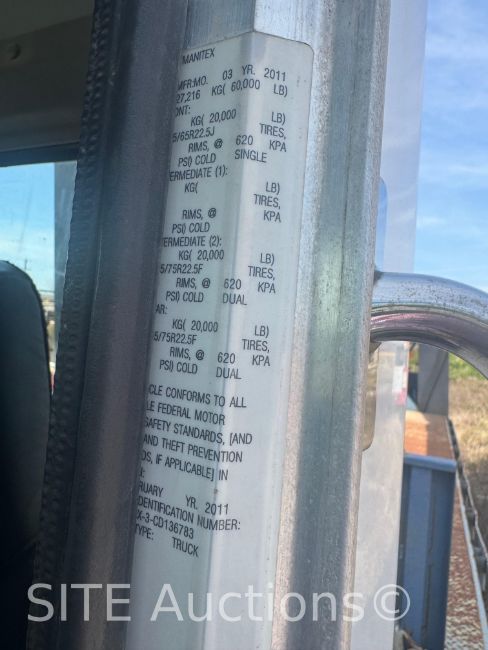 MANITEX
MFR:MO. 03 YR. 2011
27,216 KG( 60,000 LB)
ONT:
KG( 20,000 LB)
5/65R22.5J TIRES,
RIMS, @ 620 KPA
PSI) COLD SINGLE
ERMEDIATE (1):
KG( LB)
TIRES,
RIMS, @ KPA
PSI) COLD
ERMEDIATE (2):
KG( 20,000 LB)
5/75R22.5F TIRES,
RIMS, @ 620 KPA
PSI) COLD DUAL
AR:
KG( 20,000 LB)
5/75R22.5F TIRES,
RIMS, @ 620 KPA
PSI) COLD DUAL
CLE CONFORMS TO ALL
LE FEDERAL MOTOR
SAFETY STANDARDS, [AND
AND THEFT PREVENTION
DS, IF APPLICABLE] IN
RUARY YR. 2011
DENTIFICATION NUMBER:
X-3-CD136783
TYPE: TRUCK
SITE Auctions©